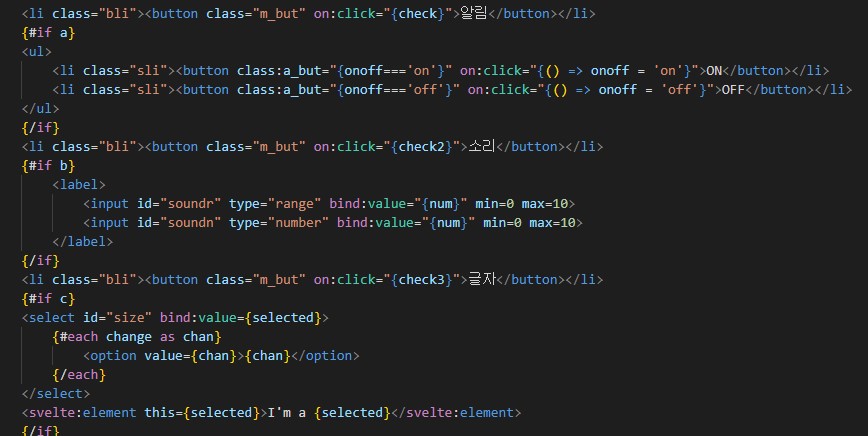 <li class="bli"><button class="m_but" on:click="{check}">알림</button></li>
{#if a}
<ul>
<li class="sli"><button class:a_but="{onoff==='on'}" on:click="{() => onoff = 'on'}">ON</button></li>
<li class="sli"><button class:a_but="{onoff==='off'}" on:click="{() => onoff = 'off'}">OFF</button></li>
</ul>
{/if}
<li class="bli"><button class="m_but" on:click="{check2}">소리</button></li>
{#if b}
<label>
<input id="soundr" type="range" bind:value="{num}" min=0 max=10>
<input id="soundn" type="number" bind:value="{num}" min=0 max=10>
</label>
{/if}
<li class="bli"><button class="m_but" on:click="{check3}">글자</button></li>
{#if c}
<select id="size" bind:value={selected}>
{#each change as chan}
<option value={chan}>{chan}</option>
{/each}
</select>
<svelte:element this={selected}>I'm a {selected}</svelte:element>
{/if}